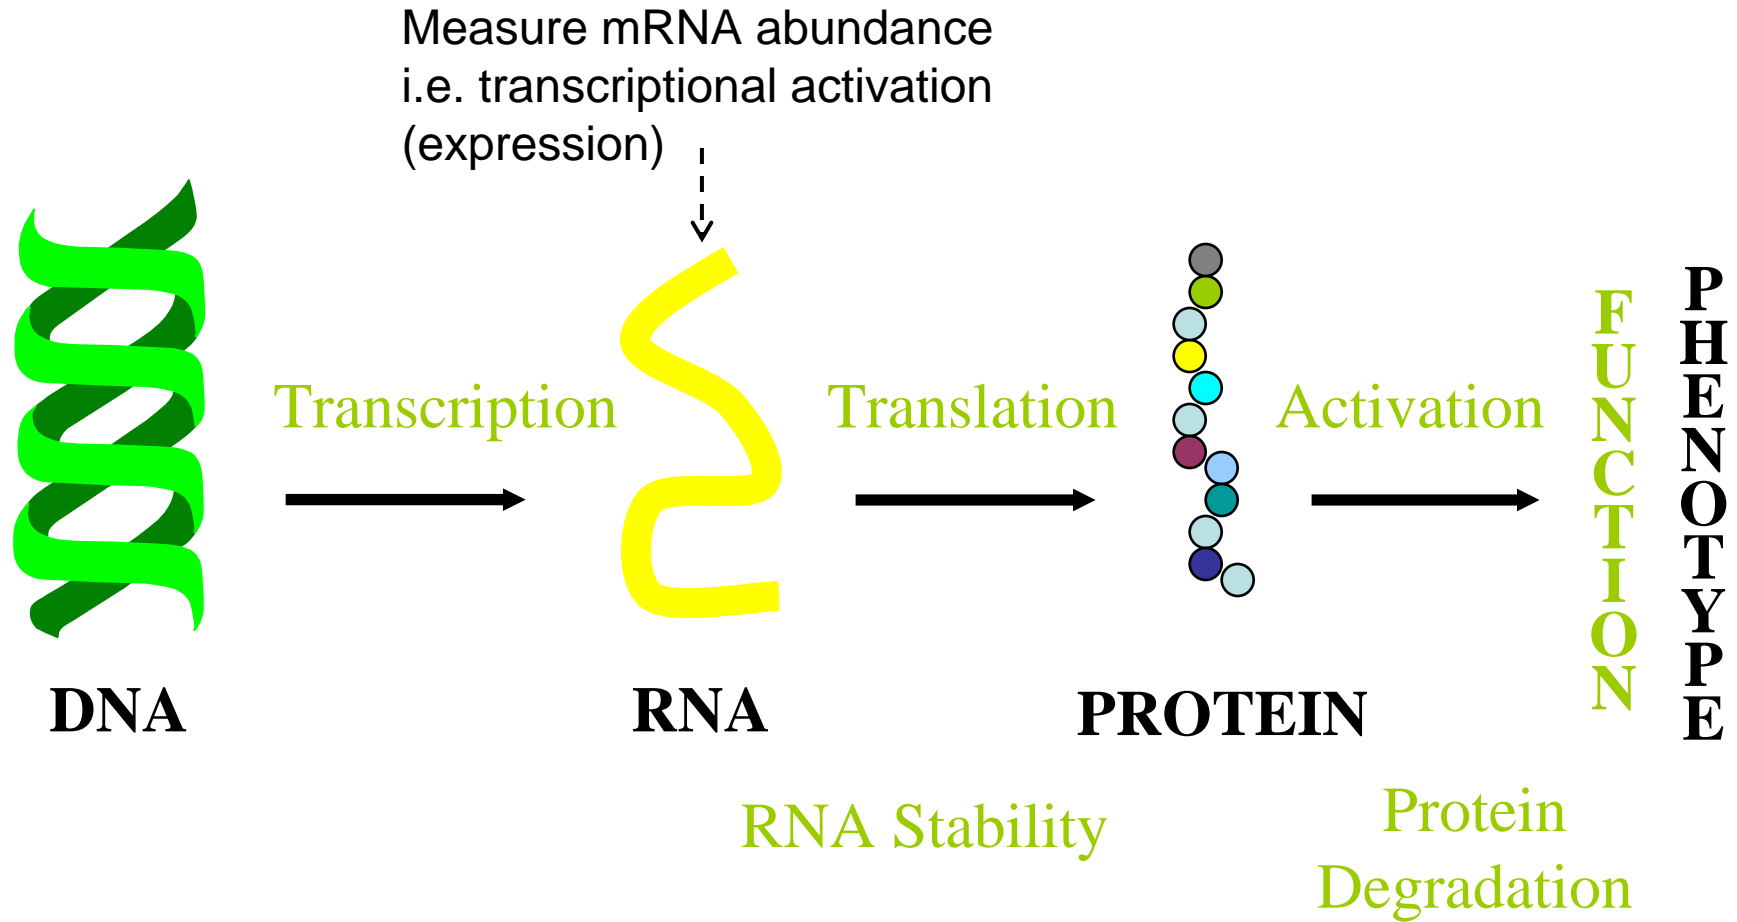 Measure mRNA abundance
i.e. transcriptional activation
(expression)
Transcription
Translation
Activation
FUNCTION
PHENOTYPE
DNA
RNA
PROTEIN
RNA Stability
Protein
Degradation